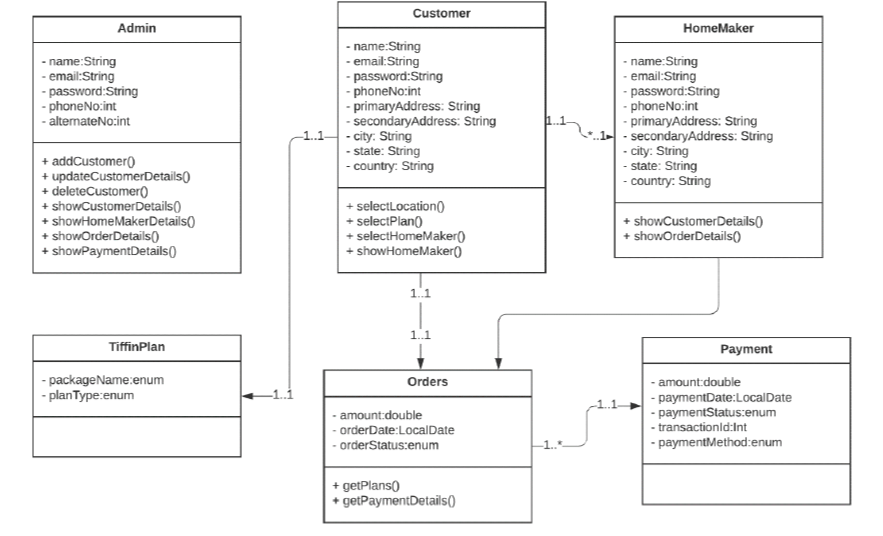 Admin
- name:String
- email:String
- password:String
- phoneNo:int
- alternateNo:int
+ addCustomer()
+ updateCustomerDetails()
+ deleteCustomer()
+ showCustomerDetails()
+ showHomeMakerDetails()
+ showOrderDetails()
+ showPaymentDetails()
Customer
- name:String
- email:String
- password:String
- phoneNo:int
- primaryAddress: String
- secondaryAddress: String
- city: String
- state: String
- country: String
+ selectLocation()
+ selectPlan()
+ selectHomeMaker()
+ showHomeMaker()
HomeMaker
- name:String
- email:String
- password:String
- phoneNo:int
- primaryAddress: String
- secondaryAddress: String
- city: String
- state: String
- country: String
+ showCustomerDetails()
+ showOrderDetails()
1..1
1..1
*..1
1..1
1..1
1..1
TiffinPlan
- packageName:enum
- planType:enum
Orders
- amount:double
- orderDate:LocalDate
- orderStatus:enum
+ getPlans()
+ getPaymentDetails()
1..*
1..1
Payment
- amount:double
- paymentDate:LocalDate
- paymentStatus:enum
- transactionId:Int
- paymentMethod:enum